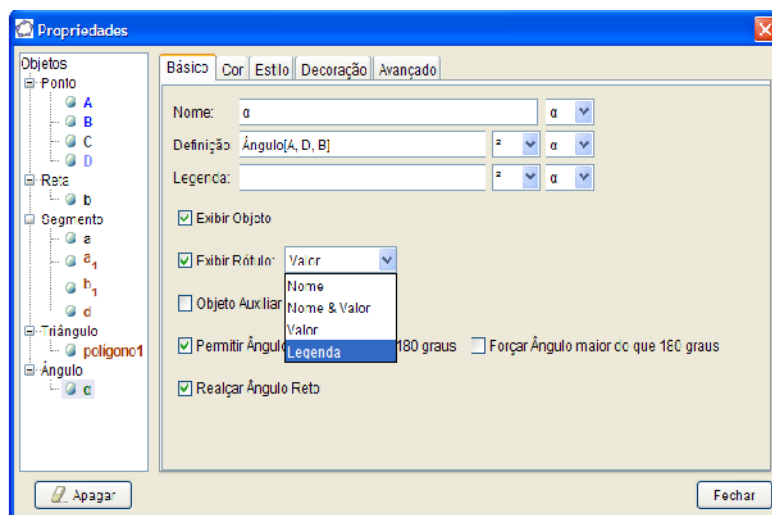 Propriedades
Objetos
Ponto
A
B
C
D
Reta
b
Segmento
a
a1
b1
d
Triângulo
polígono1
Ângulo
α
Apagar
Básico Cor Estilo Decoração Avançado
Nome: α α
Definição: Ângulo[A, D, B] ² α
Legenda: ² α
Exibir Objeto
Exibir Rótulo: Valor
Nome
Nome & Valor
Valor
Legenda
Objeto Auxiliar
Permitir Ângulo 180 graus Forçar Ângulo maior do que 180 graus
Realçar Ângulo Reto
Fechar